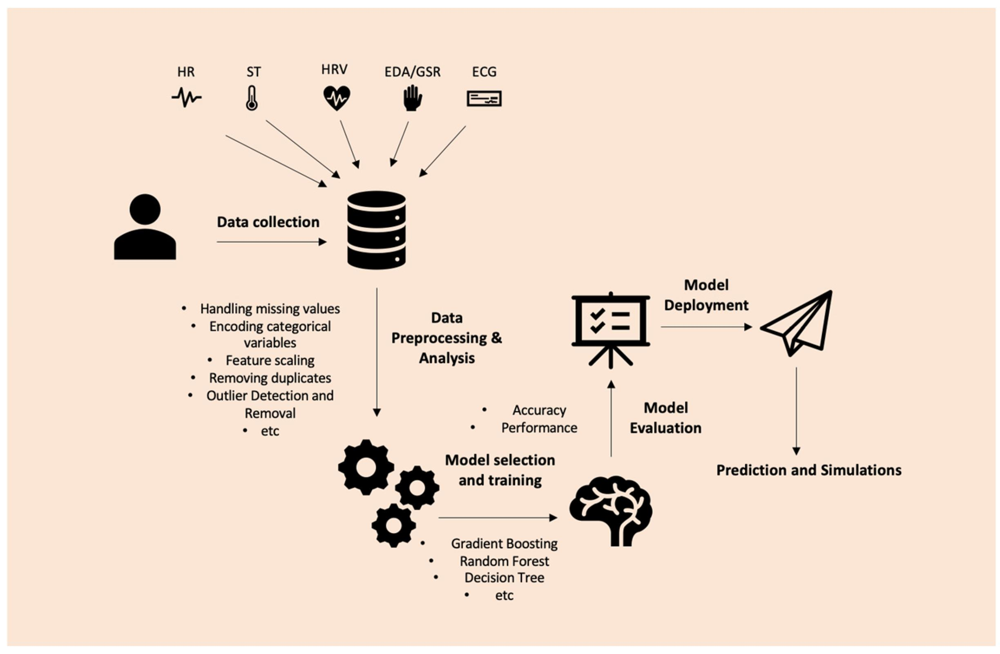 HR
ST
HRV
EDA/GSR
ECG
Data collection
• Handling missing values
• Encoding categorical
variables
• Feature scaling
• Removing duplicates
• Outlier Detection and
Removal
• etc
Data
Preprocessing &
Analysis
Model selection
and training
• Gradient Boosting
• Random Forest
• Decision Tree
• etc
• Accuracy
• Performance
Model
Evaluation
Model
Deployment
Prediction and Simulations